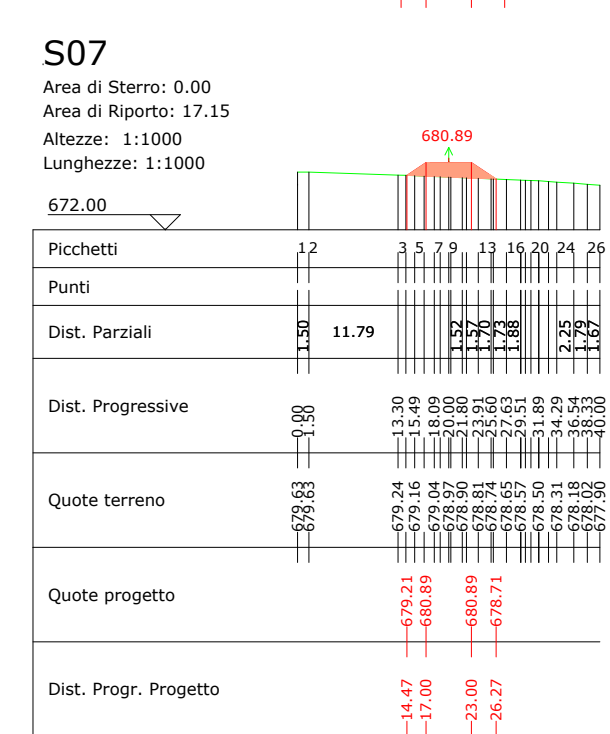 S07
Area di Sterro: 0.00
Area di Riporto: 17.15
Altezze: 1:1000
Lunghezze: 1:1000
680.89
672.00
Picchetti 1 2 3 5 7 9 13 16 20 24 26
Punti
Dist. Parziali 1.50 11.79 1.52 1.57 1.70 1.73 1.88 2.25 1.79 1.67
Dist. Progressive 0.00 1.50 13.30 15.49 18.09 20.00 21.80 23.91 25.60 27.63 29.51 31.89 34.29 36.54 38.33 40.00
Quote terreno 679.63 679.63 679.24 679.16 679.04 678.97 678.90 678.81 678.74 678.65 678.57 678.50 678.31 678.18 678.02 677.90
Quote progetto 679.21 680.89 680.89 678.71
Dist. Progr. Progetto 14.47 17.00 23.00 26.27